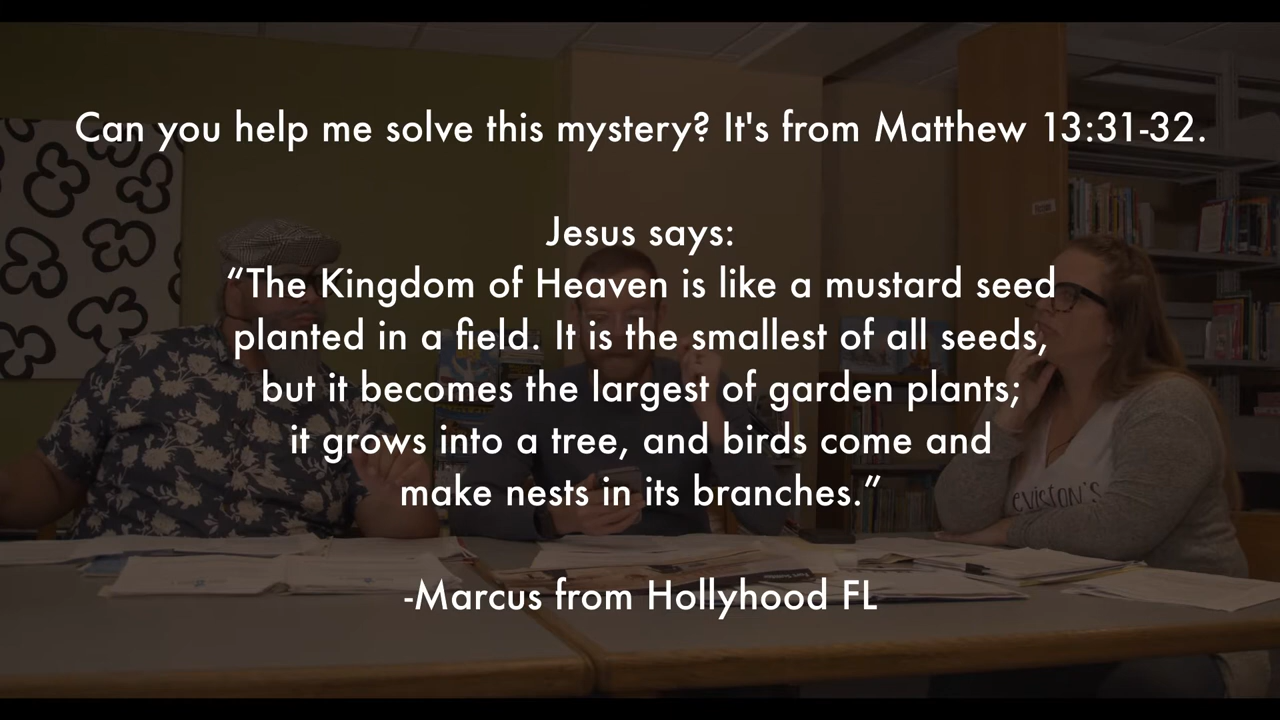 Can you help me solve this mystery? It's from Matthew 13:31-32.
Jesus says:
“The Kingdom of Heaven is like a mustard seed
planted in a field. It is the smallest of all seeds,
but it becomes the largest of garden plants;
it grows into a tree, and birds come and
make nests in its branches.”
eviston's
-Marcus from Hollyhood FL